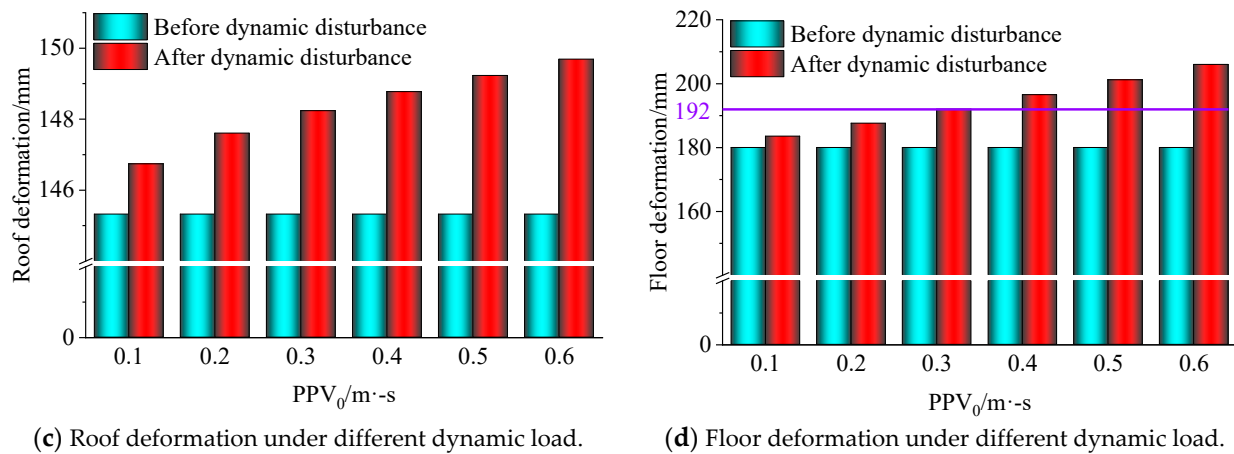 Before dynamic disturbance
After dynamic disturbance
Roof deformation/mm
150
148
146
0
0.1 0.2 0.3 0.4 0.5 0.6
PPV₀/m·-s
(c) Roof deformation under different dynamic load.
Before dynamic disturbance
After dynamic disturbance
Floor deformation/mm
220
200
192
180
160
0
0.1 0.2 0.3 0.4 0.5 0.6
PPV₀/m·-s
(d) Floor deformation under different dynamic load.